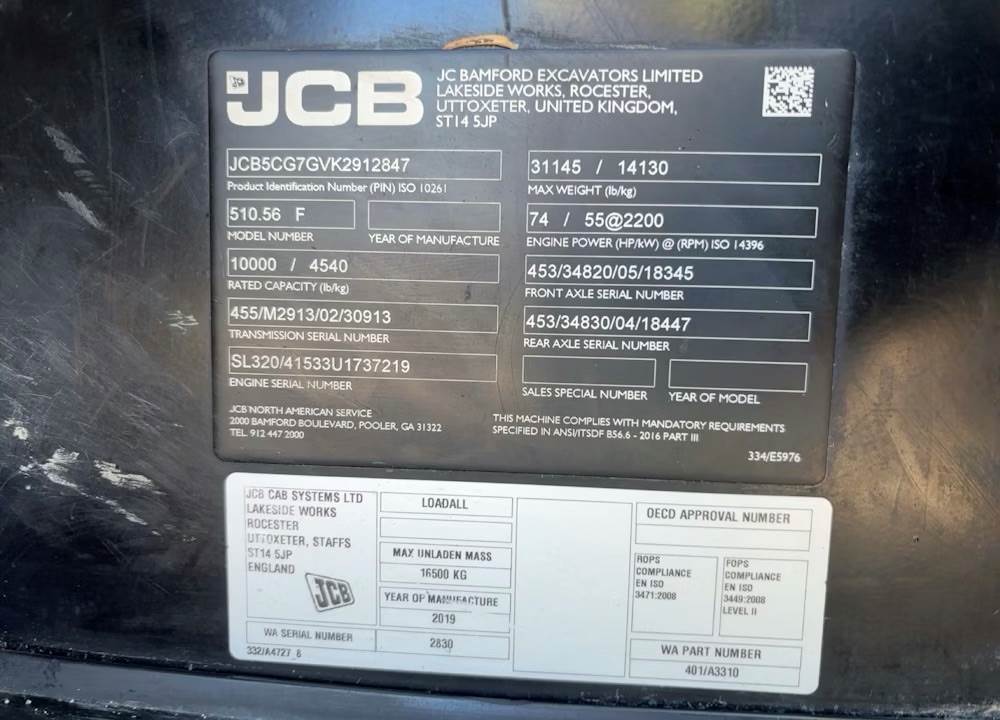 JCB
JC BAMFORD EXCAVATORS LIMITED
LAKESIDE WORKS, ROCESTER,
UTTOXETER, UNITED KINGDOM,
ST14 5JP
JCB5CG7GVK2912847
Product Identification Number (PIN) ISO 10261
510.56 F
MODEL NUMBER
YEAR OF MANUFACTURE
10000 / 4540
RATED CAPACITY (lb/kg)
455/M2913/02/30913
TRANSMISSION SERIAL NUMBER
SL320/41533U1737219
ENGINE SERIAL NUMBER
31145 / 14130
MAX WEIGHT (lb/kg)
74 / 55@2200
ENGINE POWER (HP/kW) @ (RPM) ISO 14396
453/34820/05/18345
FRONT AXLE SERIAL NUMBER
453/34830/04/18447
REAR AXLE SERIAL NUMBER
SALES SPECIAL NUMBER
YEAR OF MODEL
JCB NORTH AMERICAN SERVICE
2000 BAMFORD BOULEVARD, POOLER, GA 31322
TEL. 912 447 2000
THIS MACHINE COMPLIES WITH MANDATORY REQUIREMENTS
SPECIFIED IN ANSI/ITSDF B56.6 - 2016 PART III
334/E5976
JCB CAB SYSTEMS LTD
LAKESIDE WORKS
ROCESTER
UTTOXETER, STAFFS
ST14 5JP
ENGLAND
JCB
WA SERIAL NUMBER
332/A4727_6
LOADALL
MAX UNLADEN MASS
16500 KG
YEAR OF MANUFACTURE
2019
2830
OECD APPROVAL NUMBER
ROPS
COMPLIANCE
EN ISO
3471:2008
FOPS
COMPLIANCE
EN ISO
3449:2008
LEVEL II
WA PART NUMBER
401/A3310